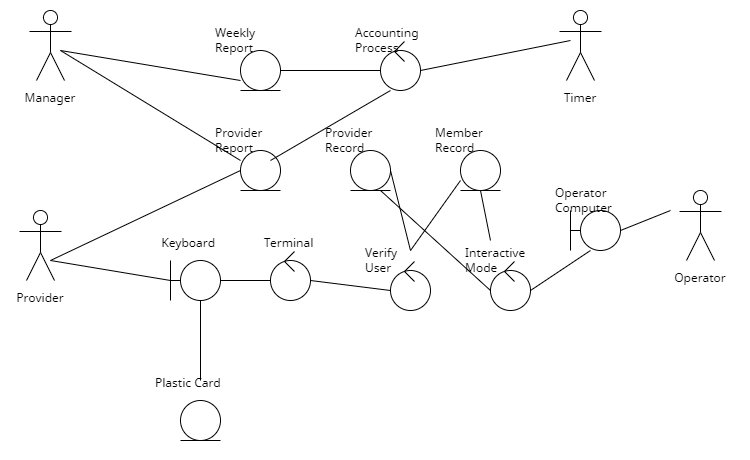 Weekly
Report
Accounting
Process
Manager
Timer
Provider
Report
Provider
Record
Member
Record
Operator
Computer
Keyboard
Terminal
Verify
User
Interactive
Mode
Operator
Provider
Plastic Card